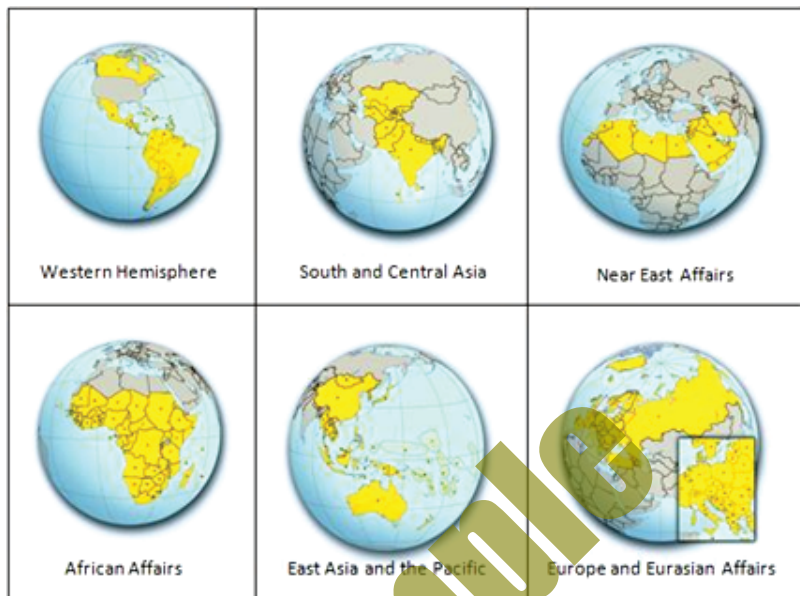 Western Hemisphere
South and Central Asia
Near East Affairs
African Affairs
East Asia and the Pacific
Europe and Eurasian Affairs